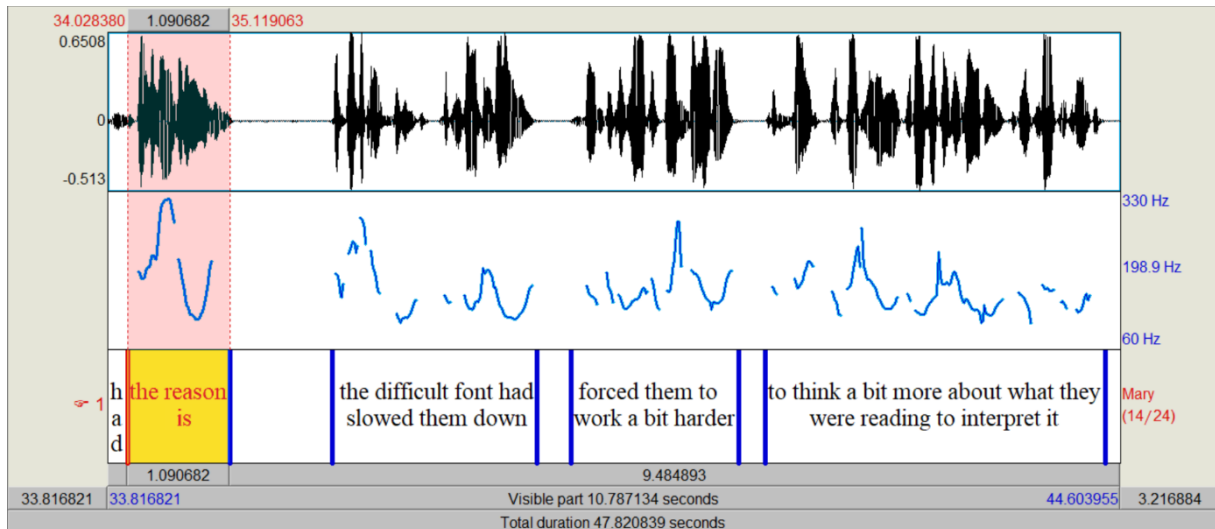 34.028380 1.090682 35.119063
0.6508
0
-0.513
330 Hz
198.9 Hz
60 Hz
☞ 1
had
the reason
is
the difficult font had
slowed them down
forced them to
work a bit harder
to think a bit more about what they
were reading to interpret it
Mary
(14/24)
1.090682 9.484893
33.816821 33.816821 Visible part 10.787134 seconds 44.603955 3.216884
Total duration 47.820839 seconds